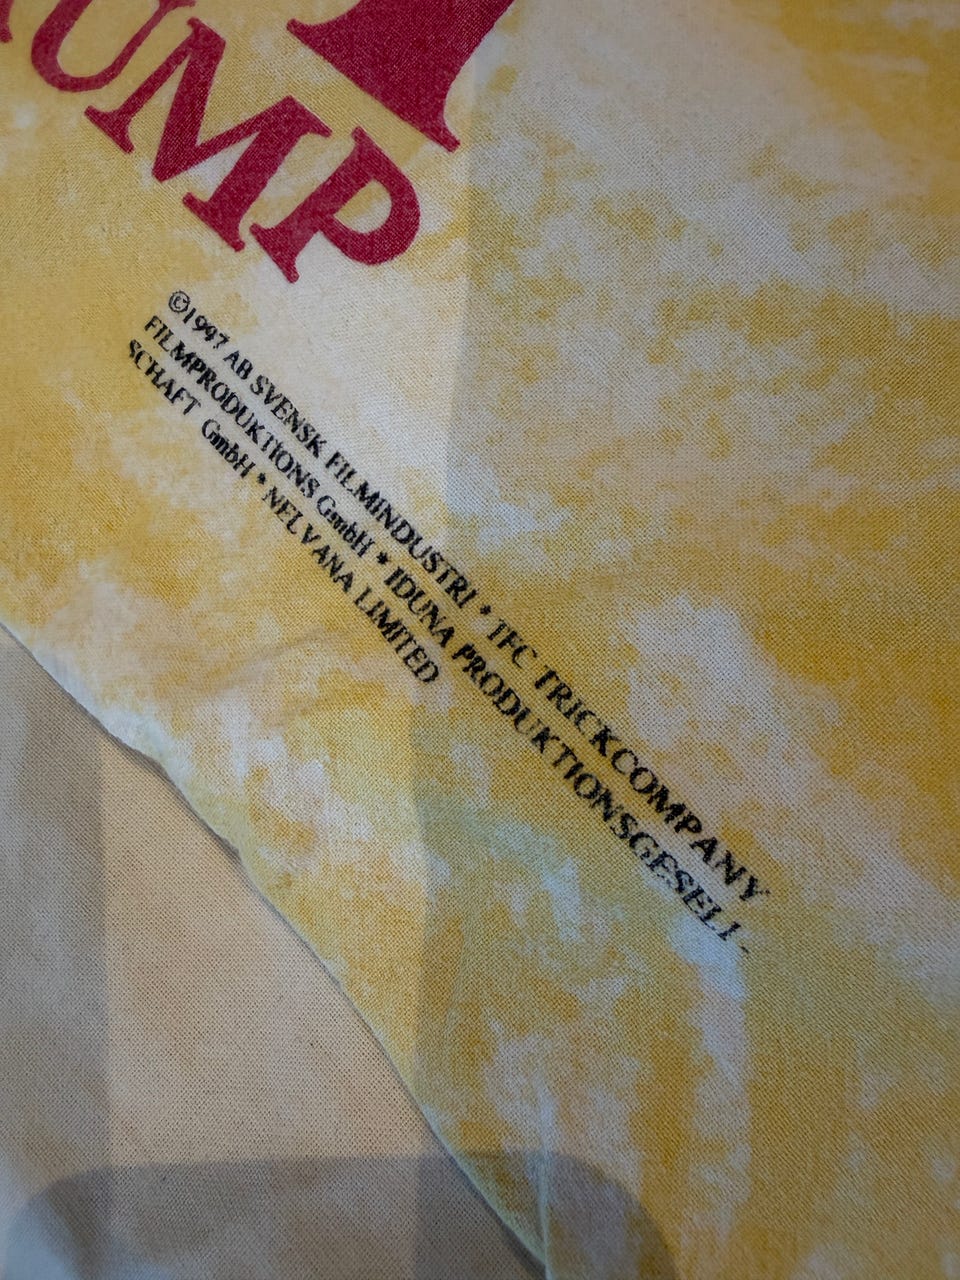 UMP
©1997 AB SVENSK FILMINDUSTRI * TFC TRICKCOMPANY
FILMPRODUKTIONS GmbH * IDUNA PRODUKTIONSGESELL-
SCHAFT GmbH * NELVANA LIMITED